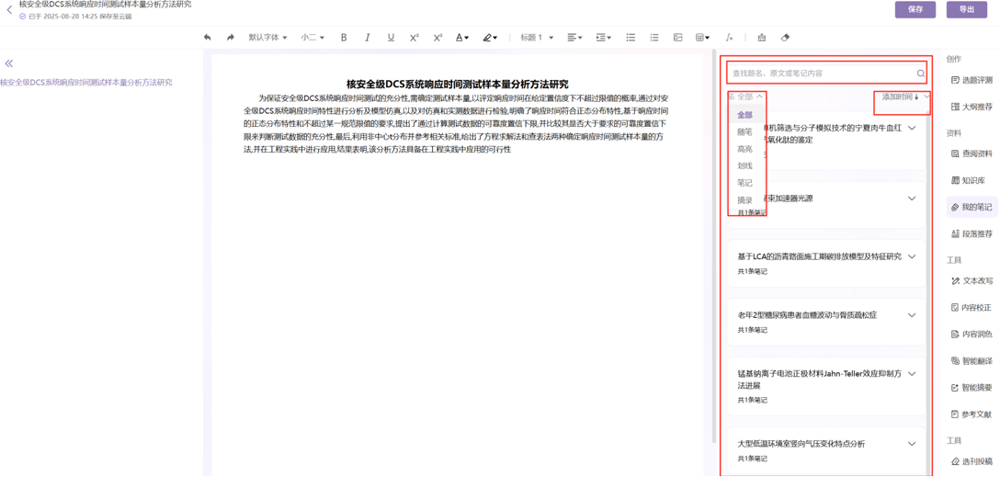 核安全级DCS系统响应时间测试样本量分析方法研究
已于 2025-08-28 14:25 保存至云端
保存
导出
默认字体
小二
B
I
U
X²
X²
A
标题 1
核安全级DCS系统响应时间测试样本量分析方法研究
核安全级DCS系统响应时间测试样本量分析方法研究
为保证安全级DCS系统响应时间测试的充分性,需确定测试样本量,以评定响应时间在给定置信度下不超过限值的概率,通过对安
全级DCS系统响应时间特性进行分析及模型仿真,以及对仿真和实测数据进行检验,明确了响应时间符合正态分布特性,基于响应时间
的正态分布特性和不超过某一规范限值的要求,提出了通过计算测试数据的可靠度置信下限,并比较其是否大于要求的可靠度置信下
限来判断测试数据的充分性,最后,利用非中心t分布并参考相关标准,给出了方程求解法和查表法两种确定响应时间测试样本量的方
法,并在工程实践中进行应用,结果表明,该分析方法具备在工程实践中应用的可行性
查找题名、原文或笔记内容
全部
添加时间
全部
随笔
高亮
划线
笔记
摘录
机筛选与分子模拟技术的宁夏肉牛血红
氧化肽的鉴定
束加速器光源
共1条笔记
基于LCA的沥青路面施工期碳排放模型及特征研究
共1条笔记
老年2型糖尿病患者血糖波动与骨质疏松症
共1条笔记
锰基钠离子电池正极材料Jahn-Teller效应抑制方
法进展
共1条笔记
大型低温环境室竖向气压变化特点分析
共1条笔记
创作
选题评测
大纲推荐
资料
查阅资料
知识库
我的笔记
段落推荐
工具
文本改写
内容校正
内容润色
智能翻译
智能摘要
参考文献
工具
选刊投稿